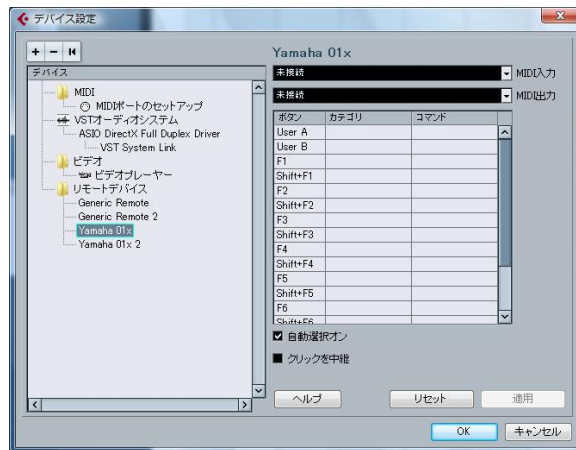 デバイス設定
+ - I◀
デバイス
MIDI
MIDIポートのセットアップ
VSTオーディオシステム
ASIO DirectX Full Duplex Driver
VST System Link
ビデオ
ビデオプレーヤー
リモートデバイス
Generic Remote
Generic Remote 2
Yamaha 01x
Yamaha 01x 2
Yamaha 01x
未接続 MIDI入力
未接続 MIDI出力
ボタン カテゴリ コマンド
User A
User B
F1
Shift+F1
F2
Shift+F2
F3
Shift+F3
F4
Shift+F4
F5
Shift+F5
F6
Shift+F6
自動選択オン
クリックを中継
ヘルプ リセット 適用
OK キャンセル